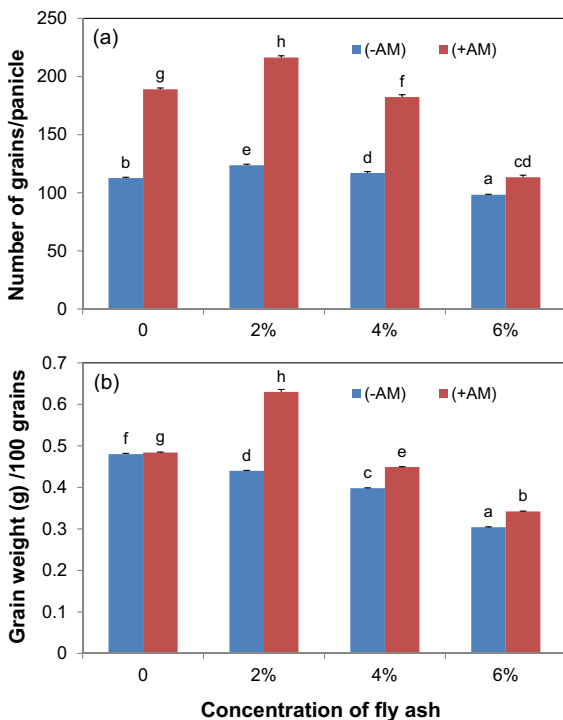 (a)
(-AM) (+AM)
Number of grains/panicle
250
200
150
100
50
0
b g e h d f a cd
0 2% 4% 6%
(b)
(-AM) (+AM)
Grain weight (g) /100 grains
0.7
0.6
0.5
0.4
0.3
0.2
0.1
0
f g d h c e a b
0 2% 4% 6%
Concentration of fly ash